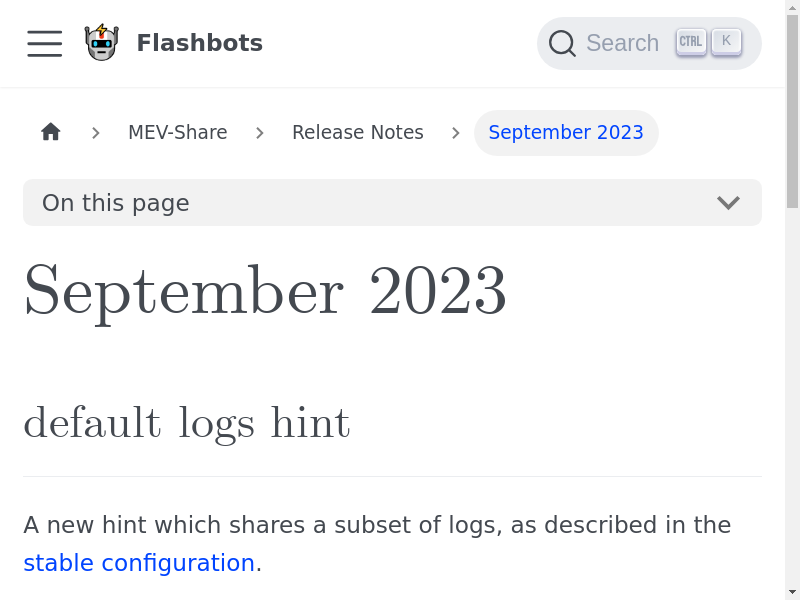 Flashbots
Search CTRL K
MEV-Share
Release Notes
September 2023
On this page
September 2023
default logs hint
A new hint which shares a subset of logs, as described in the
stable configuration.